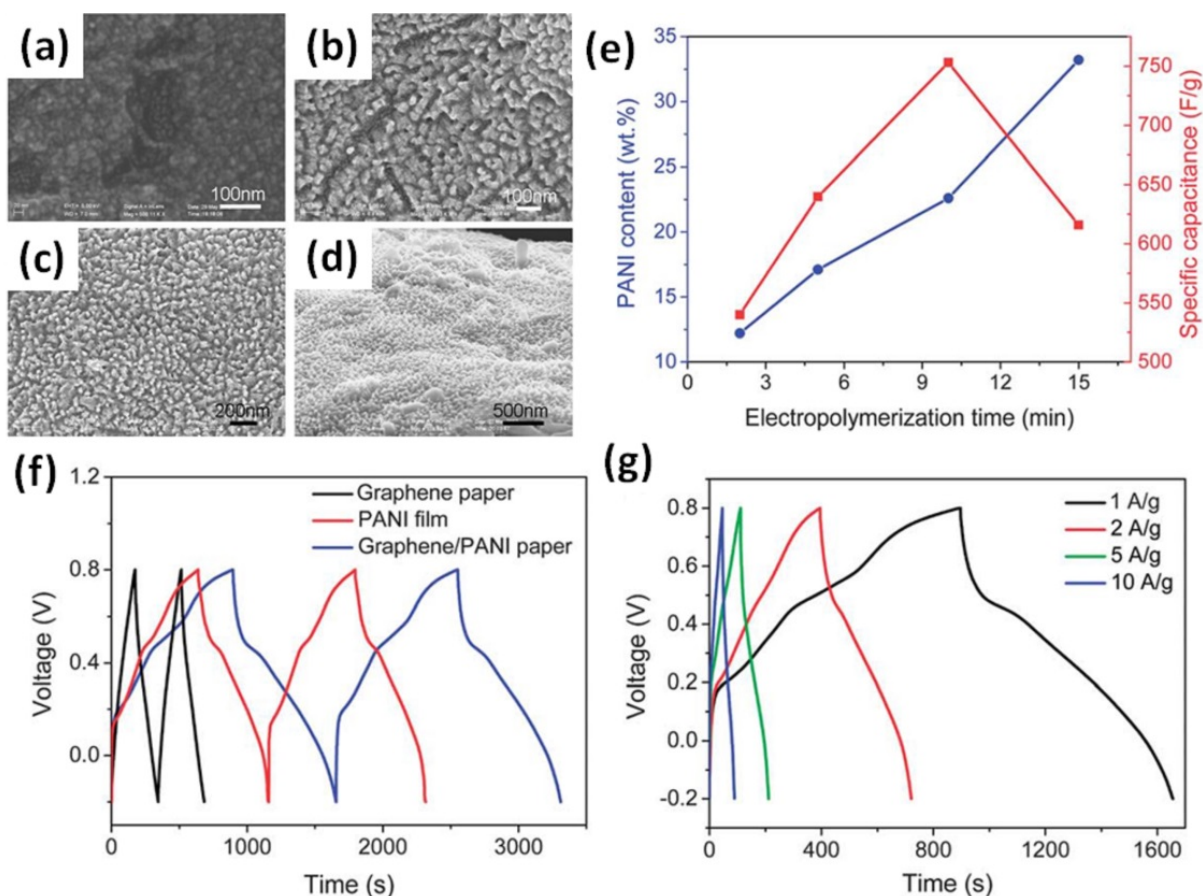 (a)
100nm
(b)
100nm
(c)
200nm
(d)
500nm
(e)
35
30
25
20
15
10
PANI content (wt.%)
0
3
6
9
12
15
Electropolymerization time (min)
750
700
650
600
550
500
Specific capacitance (F/g)
(f)
1.2
0.8
0.4
0.0
Voltage (V)
Graphene paper
PANI film
Graphene/PANI paper
0
1000
2000
3000
Time (s)
(g)
0.8
0.6
0.4
0.2
0.0
-0.2
Voltage (V)
1 A/g
2 A/g
5 A/g
10 A/g
0
400
800
1200
1600
Time (s)